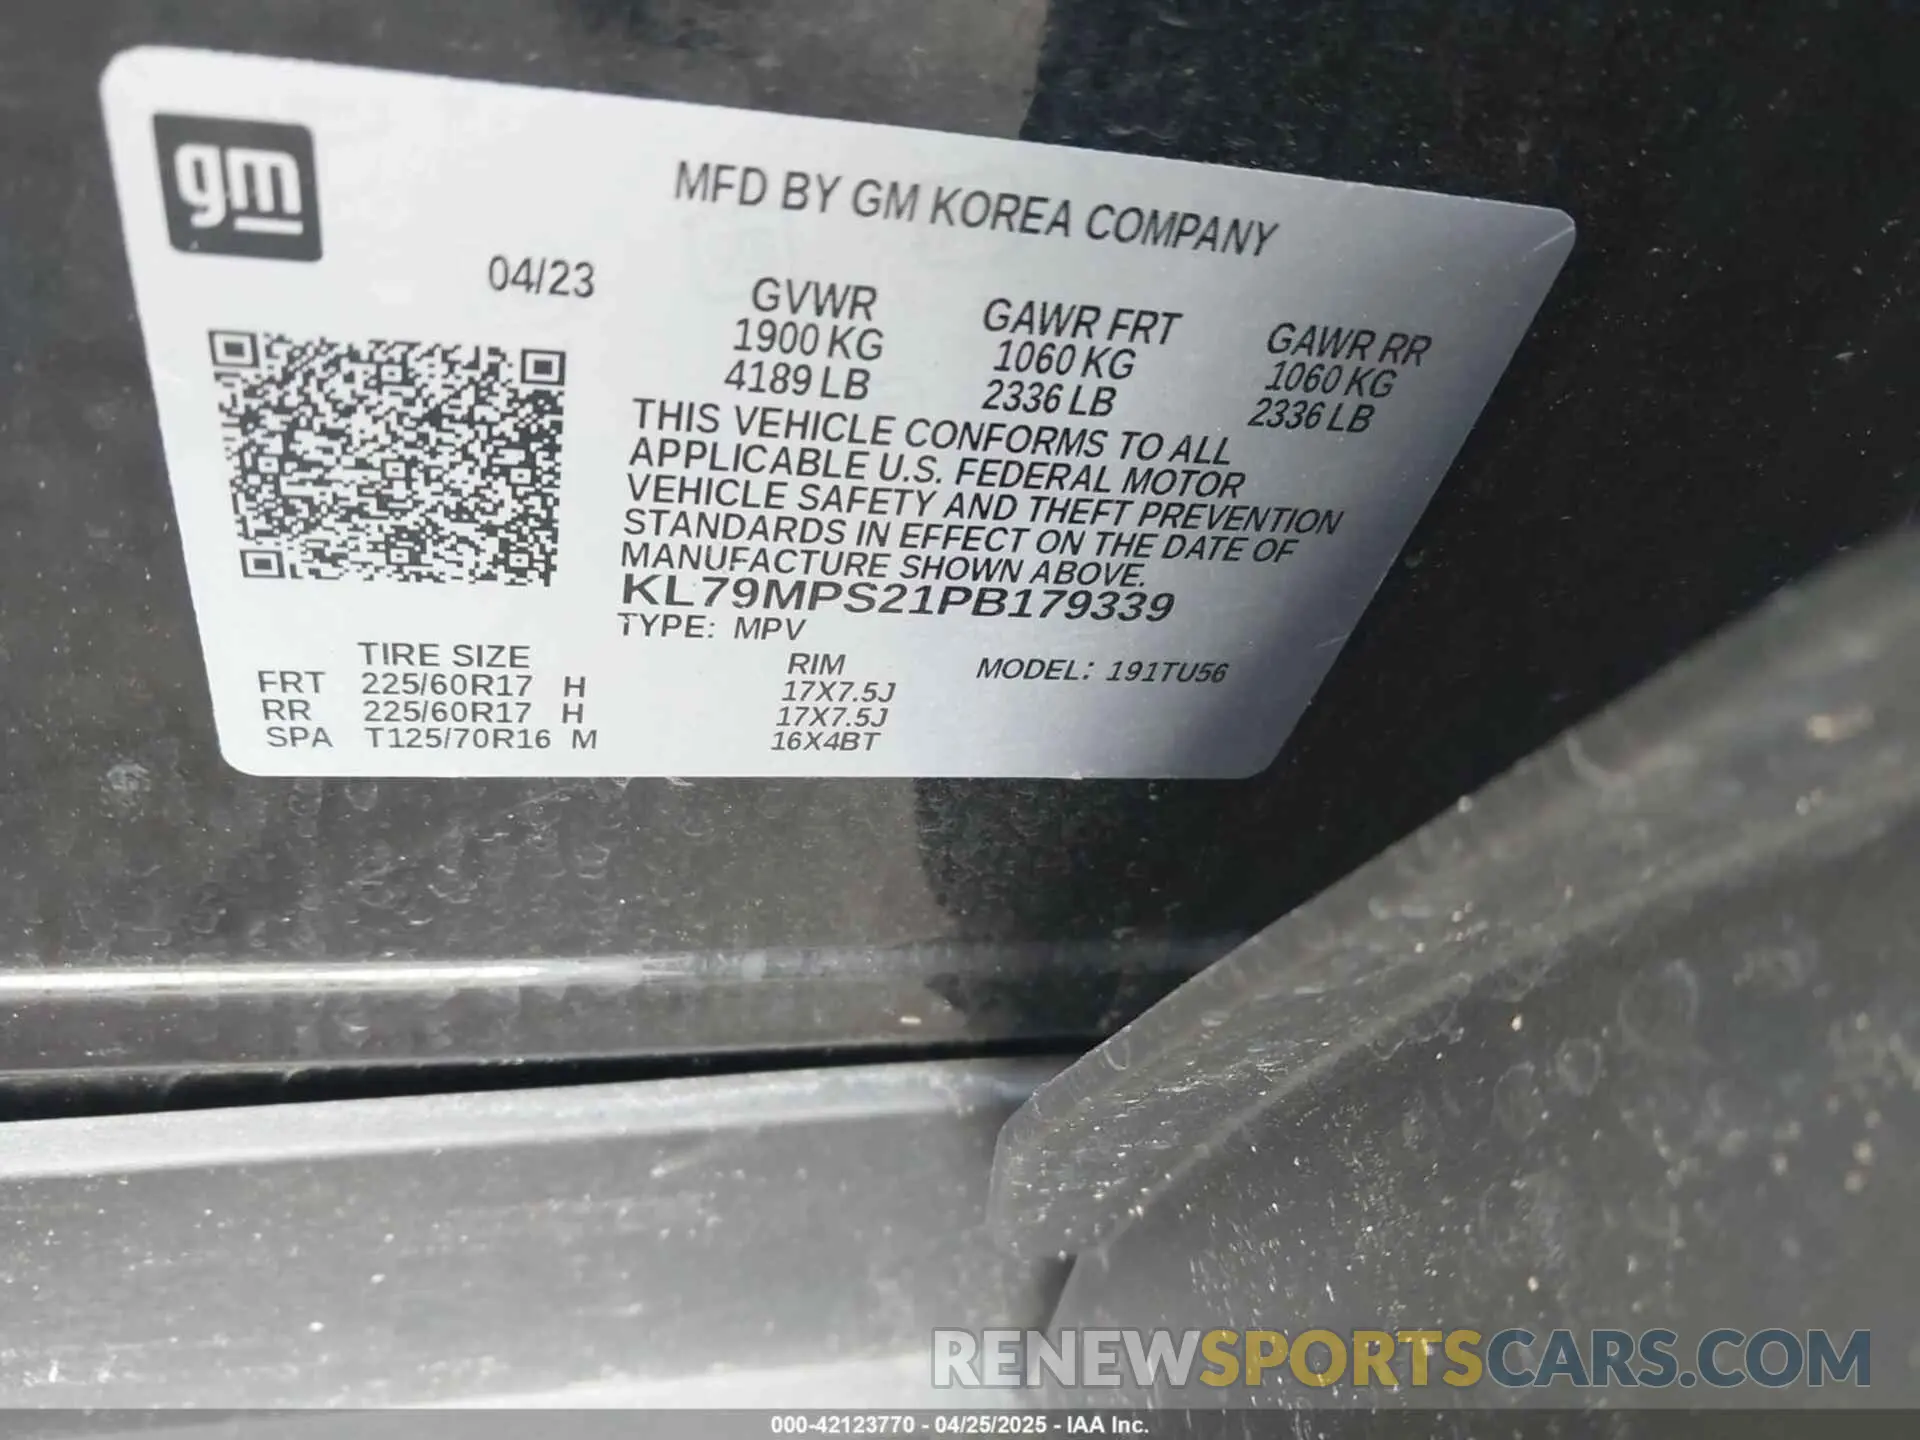 gm
MFD BY GM KOREA COMPANY
04/23
GVWR GAWR FRT GAWR RR
1900 KG 1060 KG 1060 KG
4189 LB 2336 LB 2336 LB
THIS VEHICLE CONFORMS TO ALL
APPLICABLE U.S. FEDERAL MOTOR
VEHICLE SAFETY AND THEFT PREVENTION
STANDARDS IN EFFECT ON THE DATE OF
MANUFACTURE SHOWN ABOVE.
KL79MPS21PB179339
TYPE: MPV
TIRE SIZE RIM MODEL: 191TU56
FRT 225/60R17 H 17X7.5J
RR 225/60R17 H 17X7.5J
SPA T125/70R16 M 16X4BT
RENEWSPORTSCARS.COM
000-42123770 - 04/25/2025 - IAA Inc.